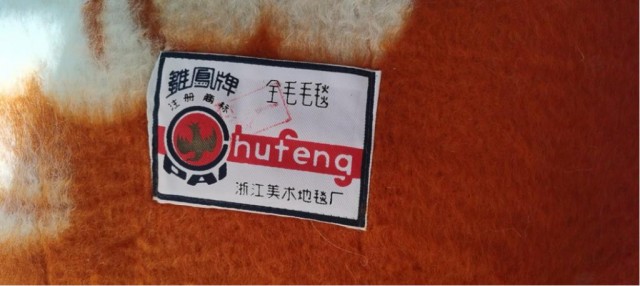 雛鳳牌
全毛毛毯
注册商标
Chufeng
PAI
浙江美术地毯厂